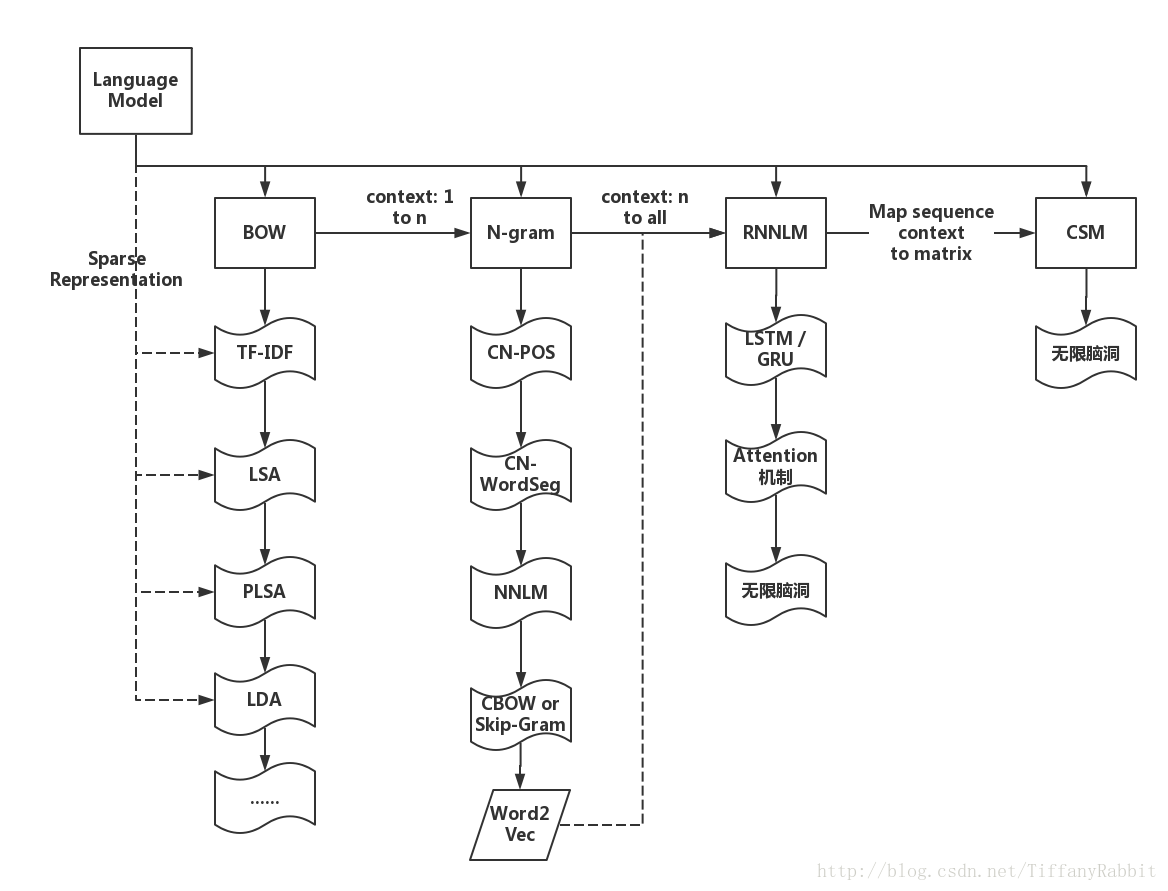 Language
Model
context: 1
to n
context: n
to all
Map sequence
context
to matrix
BOW
N-gram
RNNLM
CSM
Sparse
Representation
TF-IDF
CN-POS
LSTM /
GRU
无限脑洞
LSA
CN-
WordSeg
Attention
机制
PLSA
NNLM
无限脑洞
LDA
CBOW or
Skip-Gram
......
Word2
Vec
http://blog.csdn.net/TiffanyRabbit